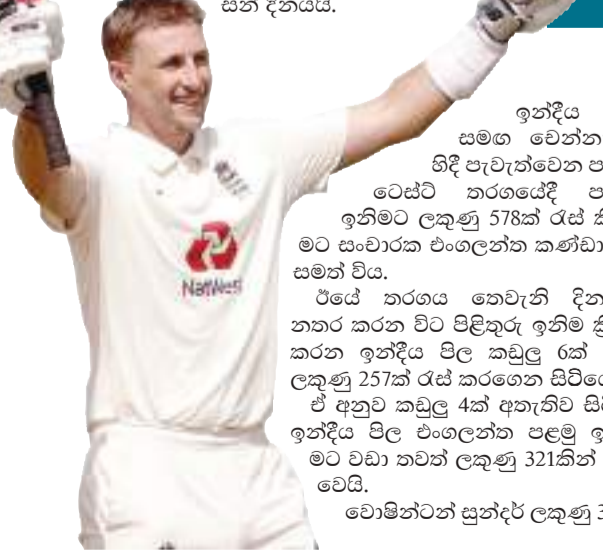 සන් දිනයයි.
ඉන්දීය
සමඟ චෙන්න
හිදී පැවැත්වෙන ප
ටෙස්ට් තරගයේදී ප
ඉනිමට ලකුණු 578ක් රැස් ක
මට සංචාරක එංගලන්ත කණ්ඩා
සමත් විය.
ඊයේ තරගය තෙවැනි දින
නතර කරන විට පිළිතුරු ඉනිම ක්‍රි
කරන ඉන්දීය පිල කඩුලු 6ක්
ලකුණු 257ක් රැස් කරගෙන සිටියේ
ඒ අනුව කඩුලු 4ක් අතැතිව සිටි
ඉන්දීය පිල එංගලන්ත පළමු ඉ
මට වඩා තවත් ලකුණු 321කින්
වෙයි.
වොෂින්ටන් සුන්දර් ලකුණු 3
NatWest